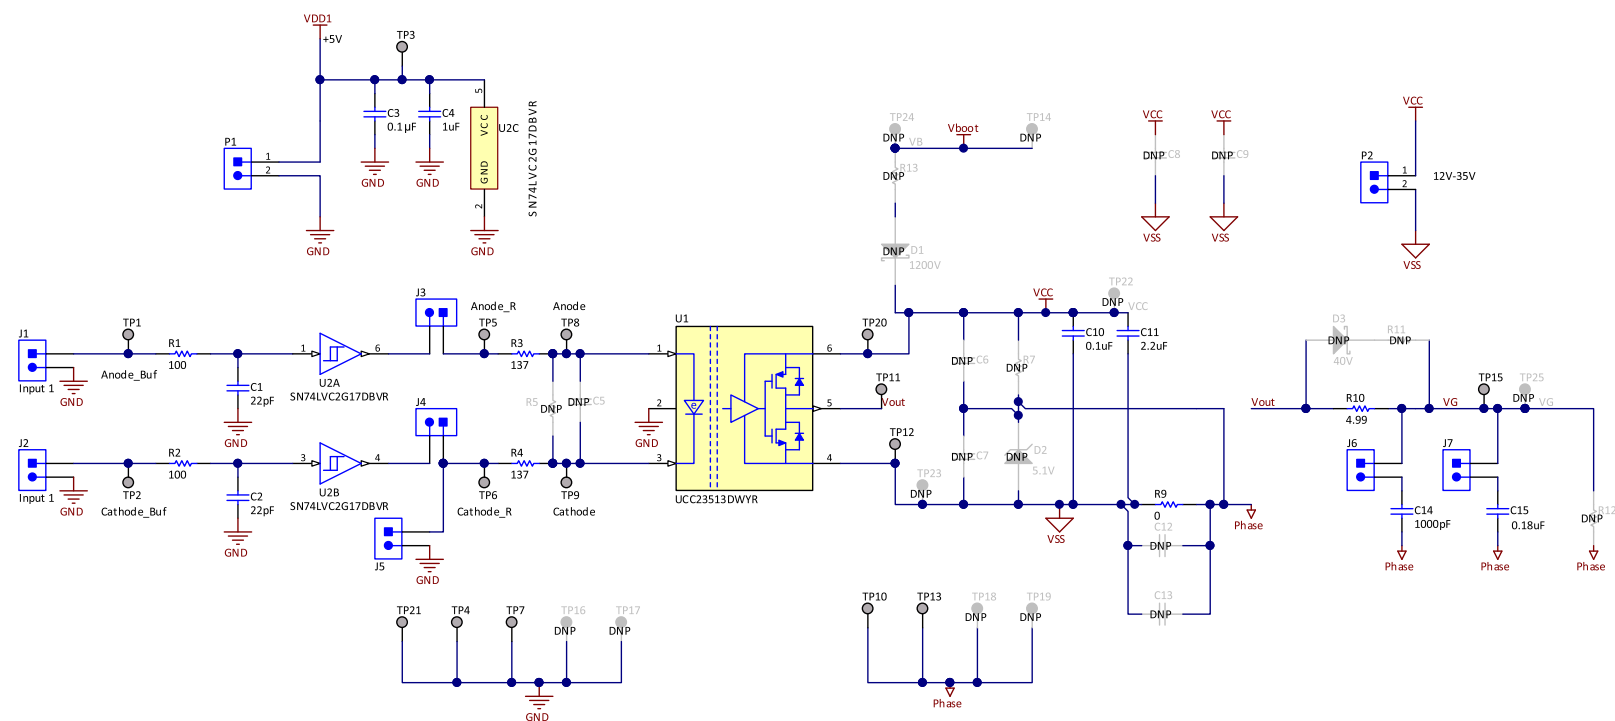 VDD1
+5V
TP3
C3
0.1µF
C4
1uF
5
VCC
GND
2
U2C
SN74LVC2G17DBVR
P1
1
2
GND
GND
GND
GND
TP24
DNP
VB
Vboot
TP14
DNP
R13
DNP
DNP
D1
1200V
VCC
DNP
C8
VSS
VCC
DNP
C9
VSS
VCC
P2
1
2
12V-35V
VSS
J1
Input 1
GND
TP1
Anode_Buf
R1
100
C1
22pF
GND
1
6
U2A
SN74LVC2G17DBVR
J3
Anode_R
TP5
R3
137
Anode
TP8
J2
Input 1
GND
TP2
Cathode_Buf
R2
100
C2
22pF
GND
3
4
U2B
SN74LVC2G17DBVR
J4
TP6
Cathode_R
R4
137
TP9
Cathode
R5
DNP
DNP
C5
J5
GND
U1
1
2
3
e
6
5
4
UCC23513DWYR
GND
TP20
TP11
Vout
TP12
TP23
DNP
DNP
C6
R7
DNP
DNP
C7
D2
DNP
5.1V
VCC
TP22
DNP
VCC
C10
0.1uF
C11
2.2uF
VSS
R9
0
C12
DNP
C13
DNP
Phase
D3
DNP
40V
R11
DNP
Vout
R10
4.99
VG
TP15
TP25
DNP
VG
J6
J7
C14
1000pF
C15
0.18uF
R12
DNP
Phase
Phase
Phase
TP21
TP4
TP7
TP16
DNP
TP17
DNP
GND
TP10
TP13
TP18
DNP
TP19
DNP
Phase